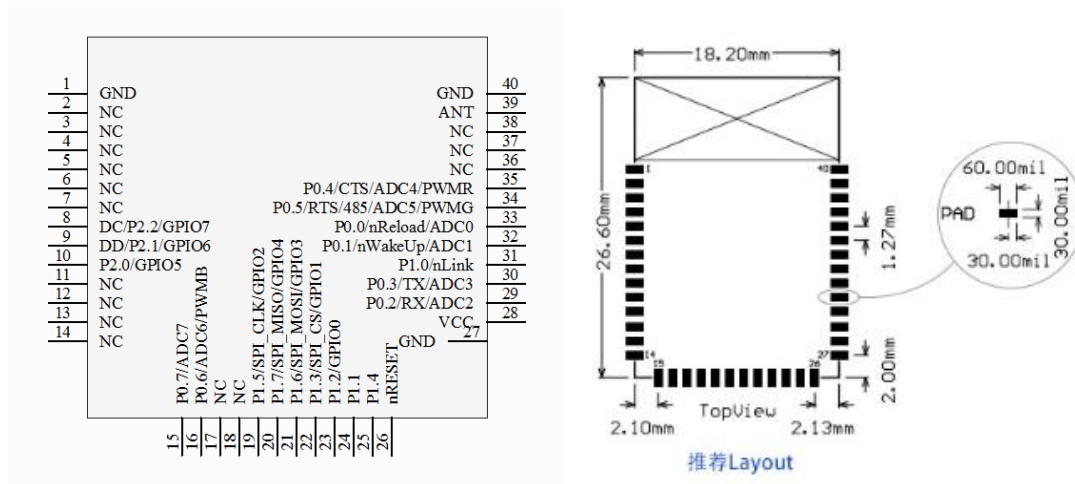 1 GND
2 NC
3 NC
4 NC
5 NC
6 NC
7 NC
8 DC/P2.2/GPIO7
9 DD/P2.1/GPIO6
10 P2.0/GPIO5
11 NC
12 NC
13 NC
14 NC
15 P0.7/ADC7
16 P0.6/ADC6/PWMB
17 NC
18 NC
19 P1.5/SPI_CLK/GPIO2
20 P1.7/SPI_MISO/GPIO4
21 P1.6/SPI_MOSI/GPIO3
22 P1.3/SPI_CS/GPIO1
23 P1.2/GPIO0
24 P1.1
25 P1.4
26 nRESET
GND 40
ANT 39
NC 38
NC 37
NC 36
P0.4/CTS/ADC4/PWMR 35
P0.5/RTS/485/ADC5/PWMG 34
P0.0/nReload/ADC0 33
P0.1/nWakeUp/ADC1 32
P1.0/nLink 31
P0.3/TX/ADC3 30
P0.2/RX/ADC2 29
VCC 28
GND 27
18.20mm
26.60mm
1
40
1.27mm
60.00mil
PAD
30.00mil
30.00mil
14
27
15
26
2.00mm
TopView
2.10mm
2.13mm
推荐Layout